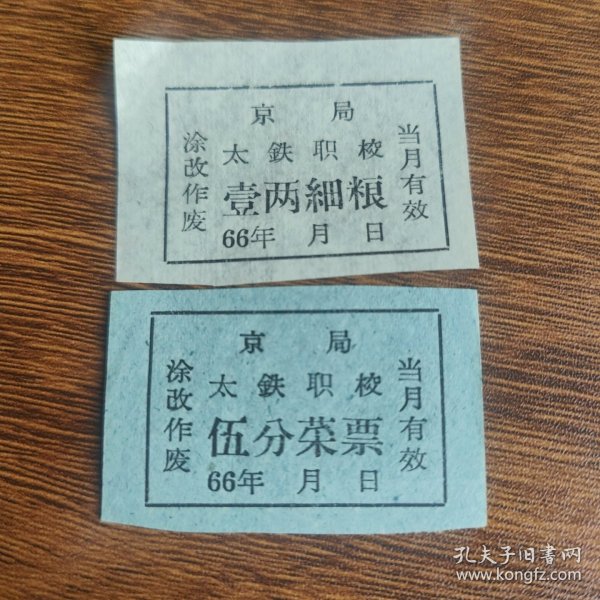 京 局
太鉄职校
壹两細粮
66年 月 日
涂改作废
当月有效
京 局
太鉄职校
伍分菜票
66年 月 日
涂改作废
当月有效
孔夫子旧書网
www.kongfz.com